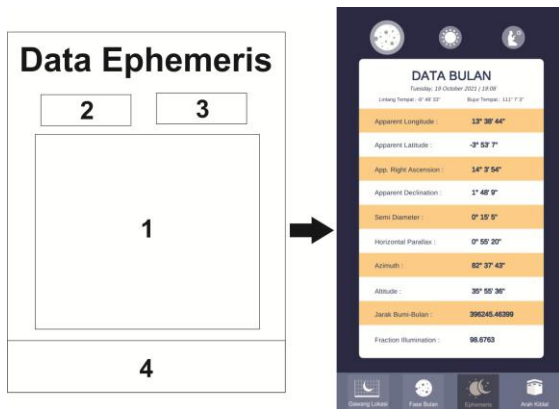 Data Ephemeris
2
3
1
4
DATA BULAN
Tuesday, 19 October 2021 | 19:08
Lintang Tempat : -6° 48' 33" Bujur Tempat : 111° 7' 3"
Apparent Longitude : 13° 38' 44"
Apparent Latitude : -3° 53' 7"
App. Right Ascension : 14° 3' 54"
Apparent Declination : 1° 48' 9"
Semi Diameter : 0° 15' 5"
Horizontal Parallax : 0° 55' 20"
Azimuth : 82° 37' 43"
Altitude : 35° 55' 36"
Jarak Bumi-Bulan : 396245.46399
Fraction Illumination : 98.6763
Gawang Lokasi Fasa Bulan Ephemeris Arah Kiblat